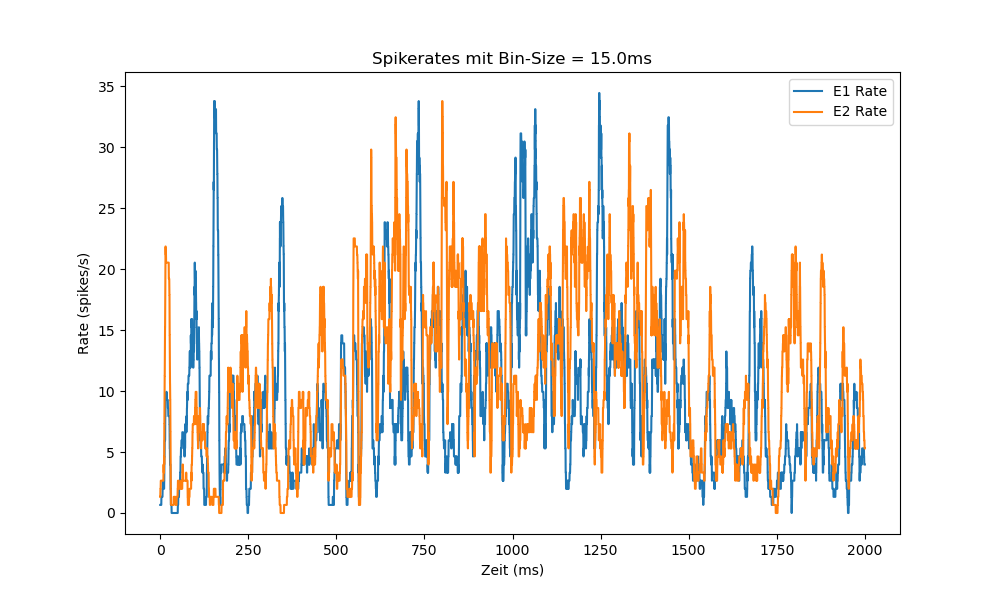 Spikerates mit Bin-Size = 15.0ms
E1 Rate
E2 Rate
Rate (spikes/s)
35
30
25
20
15
10
5
0
0 250 500 750 1000 1250 1500 1750 2000
Zeit (ms)